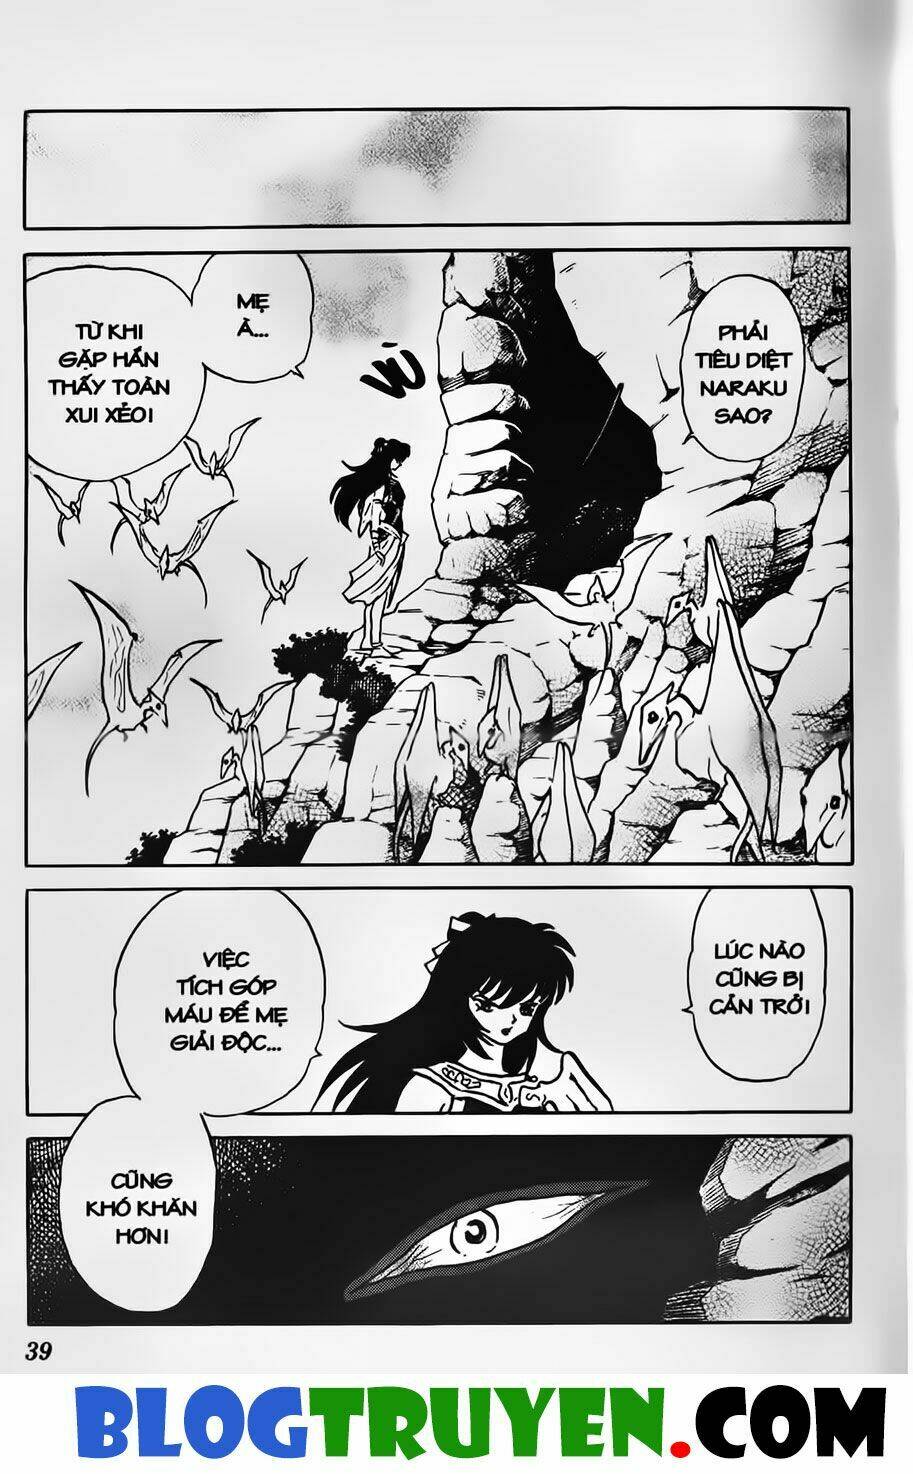 PHẢI
TIÊU DIỆT
NARAKU
SAO?
MẸ
À...
TỪ KHI
GẶP HẮN
THẤY TOÀN
XUI XẺO!
VÙ
LÚC NÀO
CŨNG BỊ
CẢN TRỞ!
VIỆC
TÍCH GÓP
MÁU ĐỂ MẸ
GIẢI ĐỘC...
CŨNG
KHÓ KHĂN
HƠN!
39
BLOGTRUYEN.COM